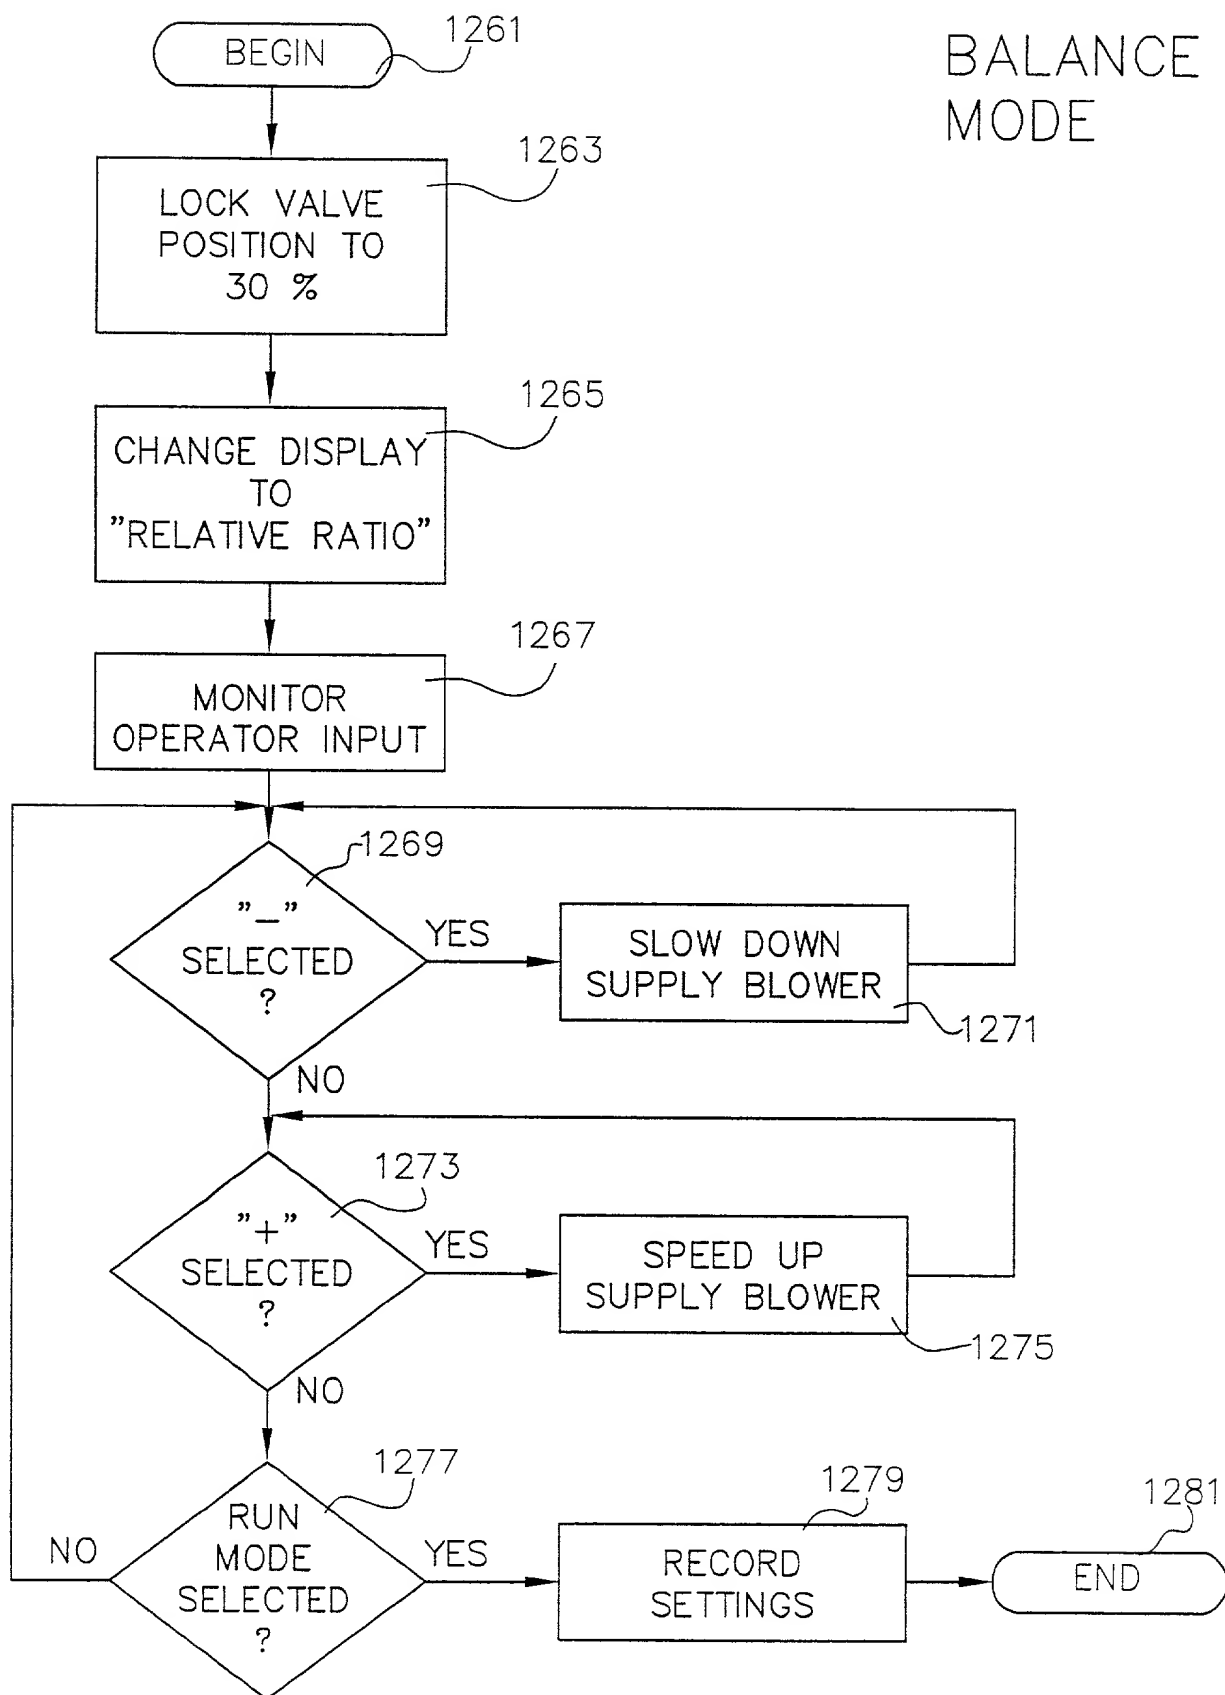 BEGIN
1261
BALANCE
MODE
1263
LOCK VALVE
POSITION TO
30 %
1265
CHANGE DISPLAY
TO
"RELATIVE RATIO"
1267
MONITOR
OPERATOR INPUT
1269
"–"
SELECTED
?
YES
SLOW DOWN
SUPPLY BLOWER
1271
NO
1273
"+"
SELECTED
?
YES
SPEED UP
SUPPLY BLOWER
1275
NO
1277
RUN
MODE
SELECTED
?
NO
YES
1279
RECORD
SETTINGS
1281
END